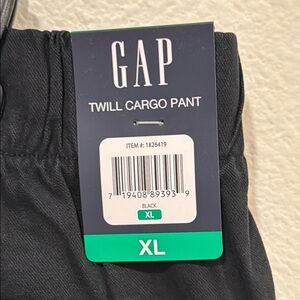 GAP
TWILL CARGO PANT
ITEM #: 1826419
7 19408 89393 9
BLACK
XL
XL